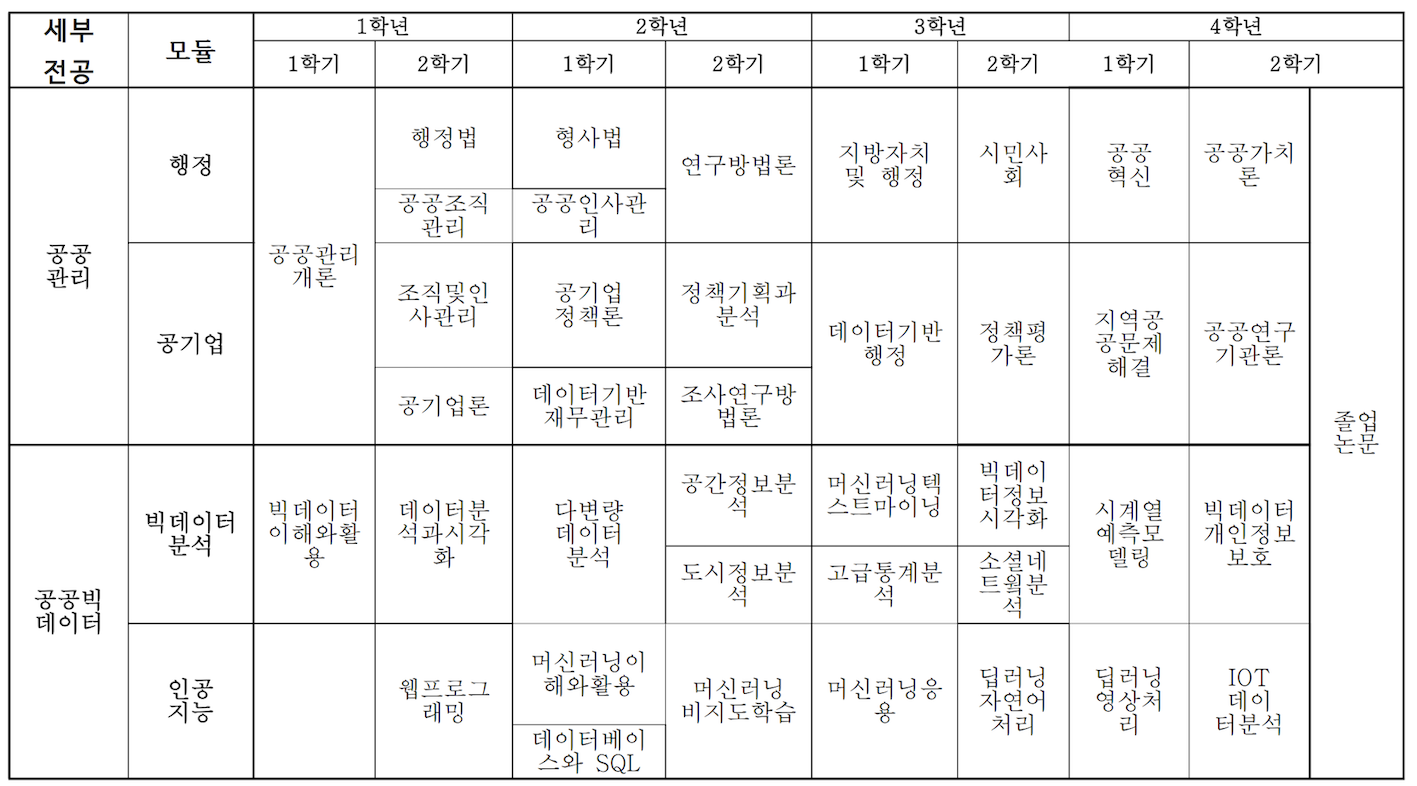 세부
전공
모듈
1학년
2학년
3학년
4학년
1학기
2학기
1학기
2학기
1학기
2학기
1학기
2학기
공공
관리
행정
공공관리
개론
행정법
공공조직
관리
형사법
공공인사관
리
연구방법론
지방자치
및 행정
시민사
회
공공
혁신
공공가치
론
졸업
논문
공기업
조직및인
사관리
공기업론
공기업
정책론
데이터기반
재무관리
정책기획과
분석
조사연구방
법론
데이터기반
행정
정책평
가론
지역공
공문제
해결
공공연구
기관론
공공빅
데이터
빅데이터
분석
빅데이터
이해와활
용
데이터분
석과시각
화
다변량
데이터
분석
공간정보분
석
도시정보분
석
머신러닝텍
스트마이닝
고급통계분
석
빅데이
터정보
시각화
소셜네
트웤분
석
시계열
예측모
델링
빅데이터
개인정보
보호
인공
지능
웹프로그
래밍
머신러닝이
해와활용
데이터베이
스와 SQL
머신러닝
비지도학습
머신러닝응
용
딥러닝
자연어
처리
딥러닝
영상처
리
IOT
데이
터분석